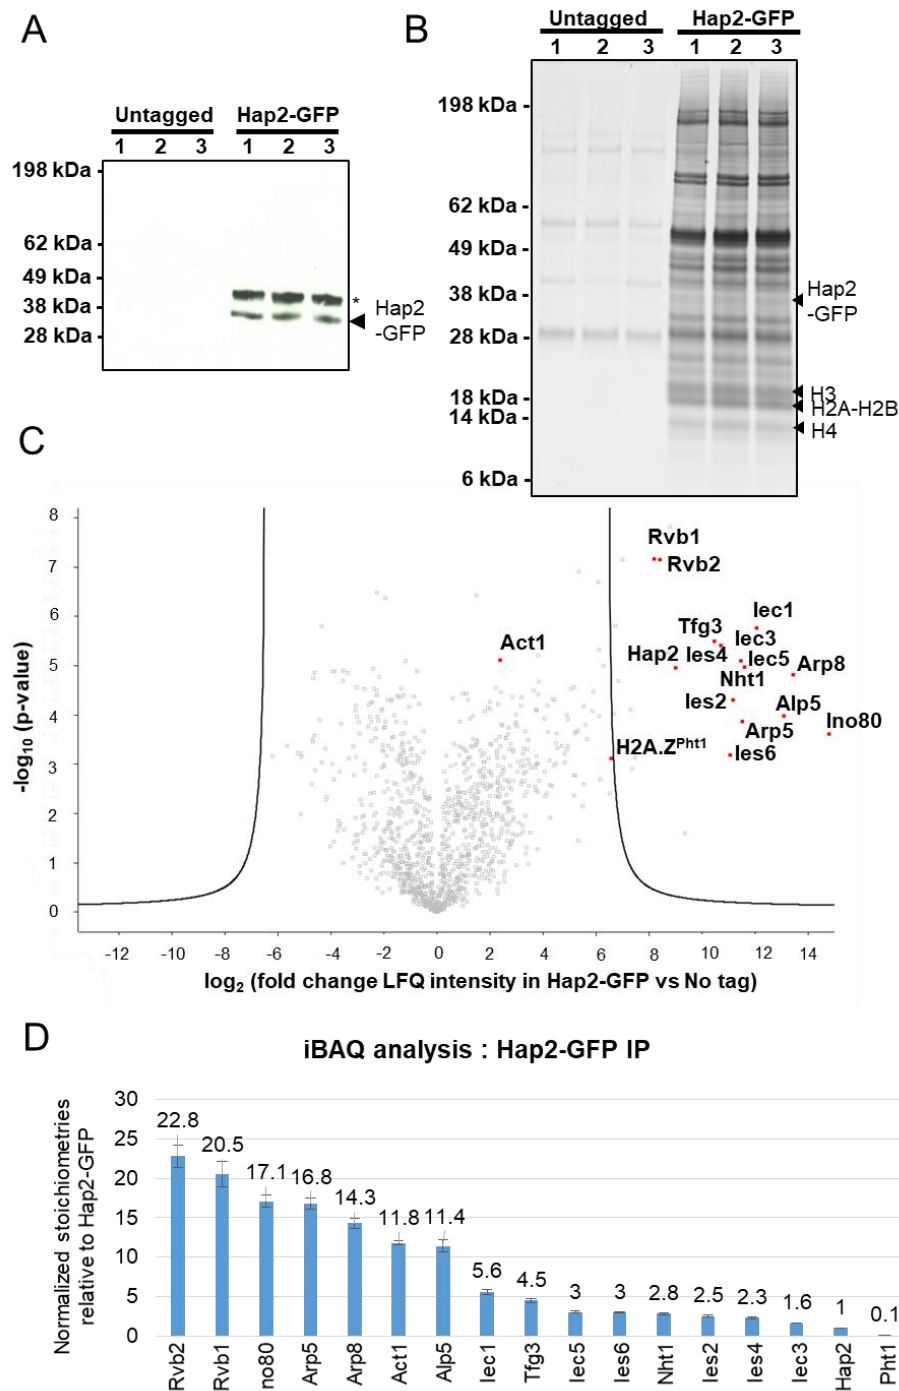 A
Untagged Hap2-GFP
1 2 3 1 2 3
198 kDa
62 kDa
49 kDa
38 kDa
28 kDa
*
Hap2
-GFP
B
Untagged Hap2-GFP
1 2 3 1 2 3
198 kDa
62 kDa
49 kDa
38 kDa
28 kDa
18 kDa
14 kDa
6 kDa
Hap2
-GFP
H3
H2A-H2B
H4
C
8
7
6
5
4
3
2
1
0
-log10 (p-value)
Rvb1
Rvb2
Iec1
Tfg3
Iec3
Act1
Hap2
Ies4
Iec5
Arp8
Nht1
Ies2
Alp5
Arp5
Ino80
H2A.ZPht1
Ies6
-12 -10 -8 -6 -4 -2 0 2 4 6 8 10 12 14
log2 (fold change LFQ intensity in Hap2-GFP vs No tag)
D
iBAQ analysis : Hap2-GFP IP
Normalized stoichiometries
relative to Hap2-GFP
30
25
20
15
10
5
0
22.8 20.5 17.1 16.8 14.3 11.8 11.4 5.6 4.5 3 3 2.8 2.5 2.3 1.6 1 0.1
Rvb2 Rvb1 no80 Arp5 Arp8 Act1 Alp5 Iec1 Tfg3 Iec5 Ies6 Nht1 Ies2 Ies4 Iec3 Hap2 Pht1